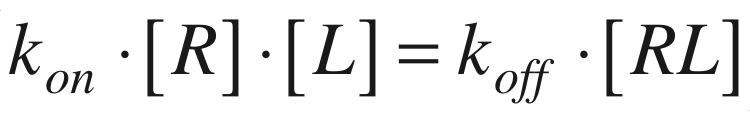 k_on · [R] · [L] = k_off · [RL]